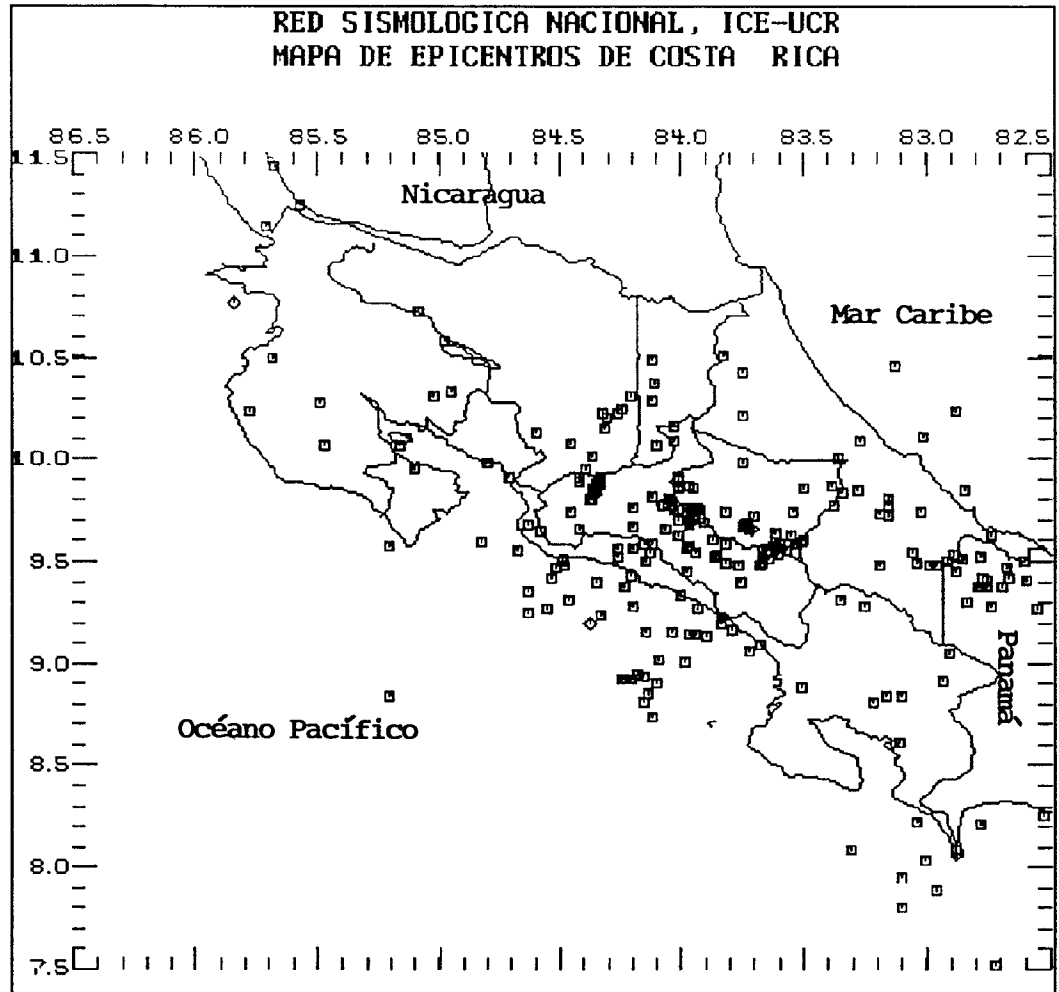 RED SISMOLOGICA NACIONAL, ICE-UCR
MAPA DE EPICENTROS DE COSTA RICA
86.5 86.0 85.5 85.0 84.5 84.0 83.5 83.0 82.5
11.5
Nicaragua
11.0
Mar Caribe
10.5
10.0
9.5
9.0
Panamá
Océano Pacífico
8.5
8.0
7.5